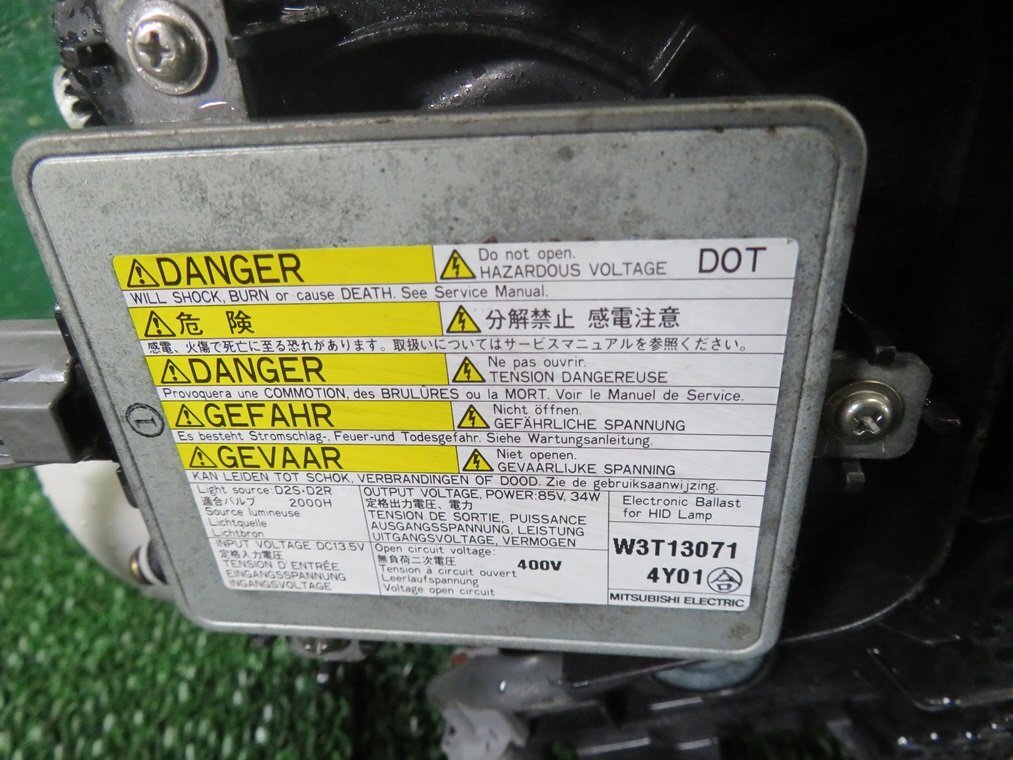 DANGER
Do not open.
HAZARDOUS VOLTAGE
DOT
WILL SHOCK, BURN or cause DEATH. See Service Manual.
危 険
分解禁止 感電注意
感電、火傷で死亡に至る恐れがあります。取扱いについてはサービスマニュアルを参照ください。
DANGER
Ne pas ouvrir.
TENSION DANGEREUSE
Provoquera une COMMOTION, des BRULÛRES ou la MORT. Voir le Manuel de Service.
GEFAHR
Nicht öffnen.
GEFÄHRLICHE SPANNUNG
Es besteht Stromschlag-, Feuer-und Todesgefahr. Siehe Wartungsanleitung.
GEVAAR
Niet openen.
GEVAARLIJKE SPANNING
KAN LEIDEN TOT SCHOK, VERBRANDINGEN OF DOOD. Zie de gebruiksaanwijzing.
Light source: D2S・D2R
適合バルブ 2000H
Source lumineuse
Lichtquelle
Lichtbron
INPUT VOLTAGE DC13.5V
定格入力電圧
TENSION D'ENTRÉE
EINGANGSSPANNUNG
INGANGSVOLTAGE
OUTPUT VOLTAGE, POWER: 85V, 34W
定格出力電圧、電力
TENSION DE SORTIE, PUISSANCE
AUSGANGSSPANNUNG, LEISTUNG
UITGANGSVOLTAGE, VERMOGEN
Open circuit voltage:
無負荷二次電圧
400V
Tension à circuit ouvert
Leerlaufspannung
Voltage open circuit
Electronic Ballast
for HID Lamp
W3T13071
4Y01
MITSUBISHI ELECTRIC
1